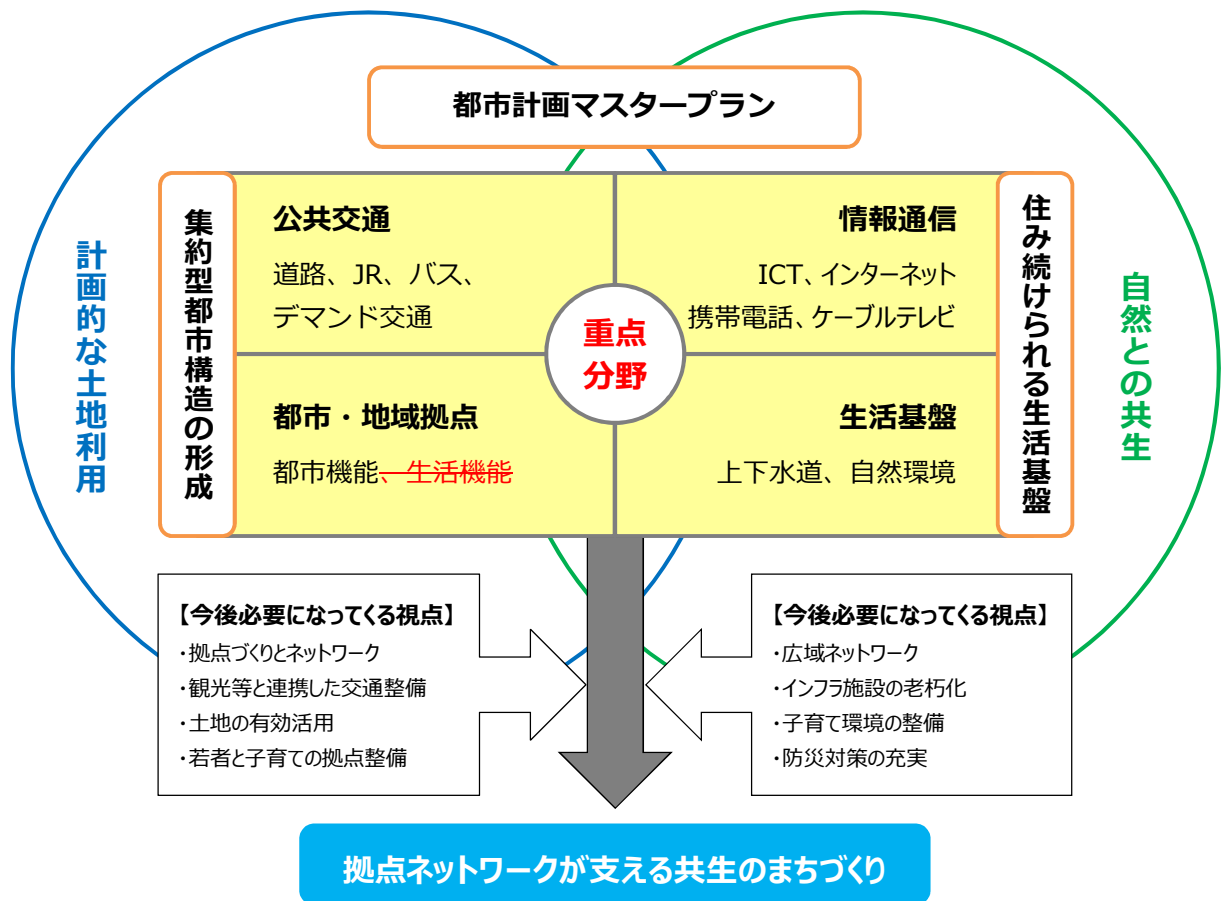 都市計画マスタープラン
計画的な土地利用
集約型都市構造の形成
公共交通
道路、JR、バス、
デマンド交通
情報通信
ICT、インターネット
携帯電話、ケーブルテレビ
重点
分野
都市・地域拠点
都市機能、生活機能
生活基盤
上下水道、自然環境
住み続けられる生活基盤
自然との共生
【今後必要になってくる視点】
・拠点づくりとネットワーク
・観光等と連携した交通整備
・土地の有効活用
・若者と子育ての拠点整備
【今後必要になってくる視点】
・広域ネットワーク
・インフラ施設の老朽化
・子育て環境の整備
・防災対策の充実
拠点ネットワークが支える共生のまちづくり